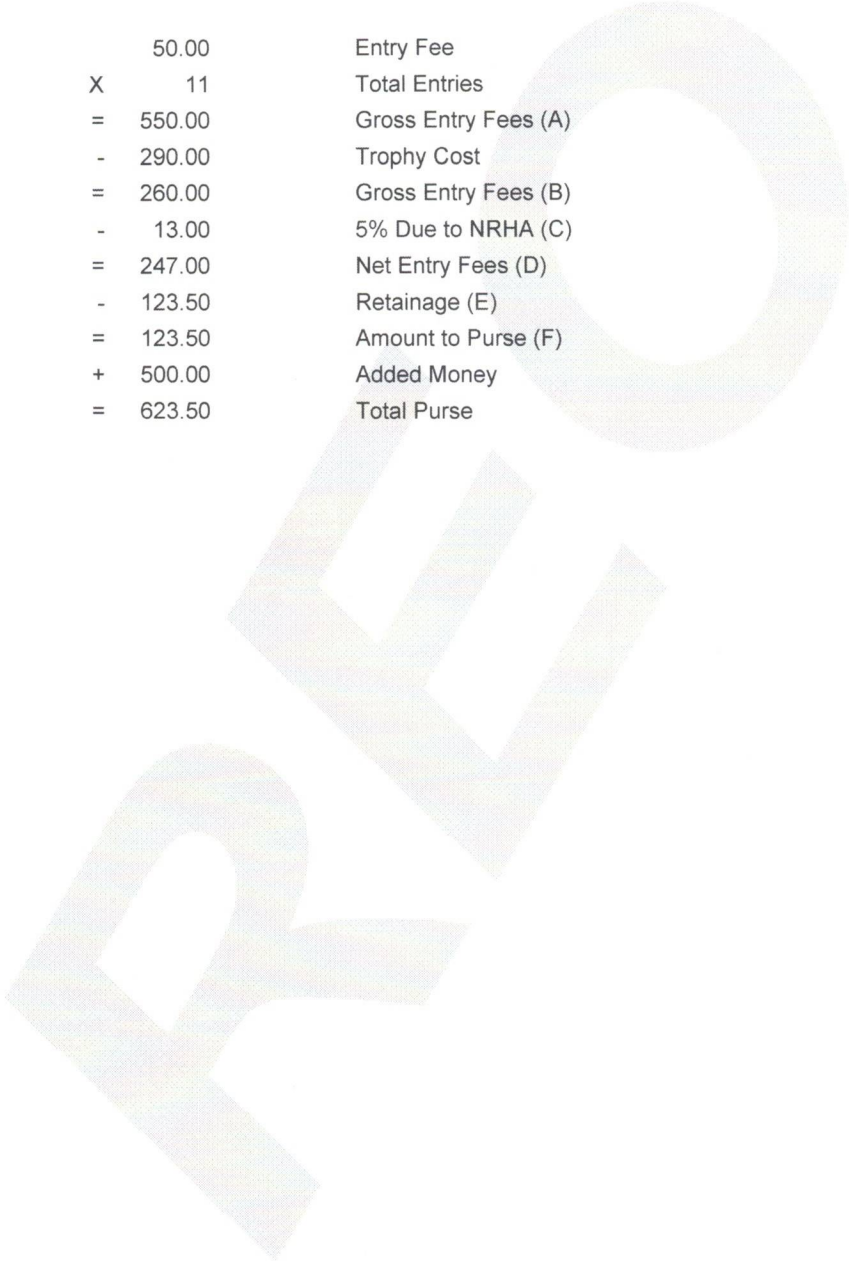 50.00 Entry Fee
X 11 Total Entries
= 550.00 Gross Entry Fees (A)
- 290.00 Trophy Cost
= 260.00 Gross Entry Fees (B)
- 13.00 5% Due to NRHA (C)
= 247.00 Net Entry Fees (D)
- 123.50 Retainage (E)
= 123.50 Amount to Purse (F)
+ 500.00 Added Money
= 623.50 Total Purse
REO